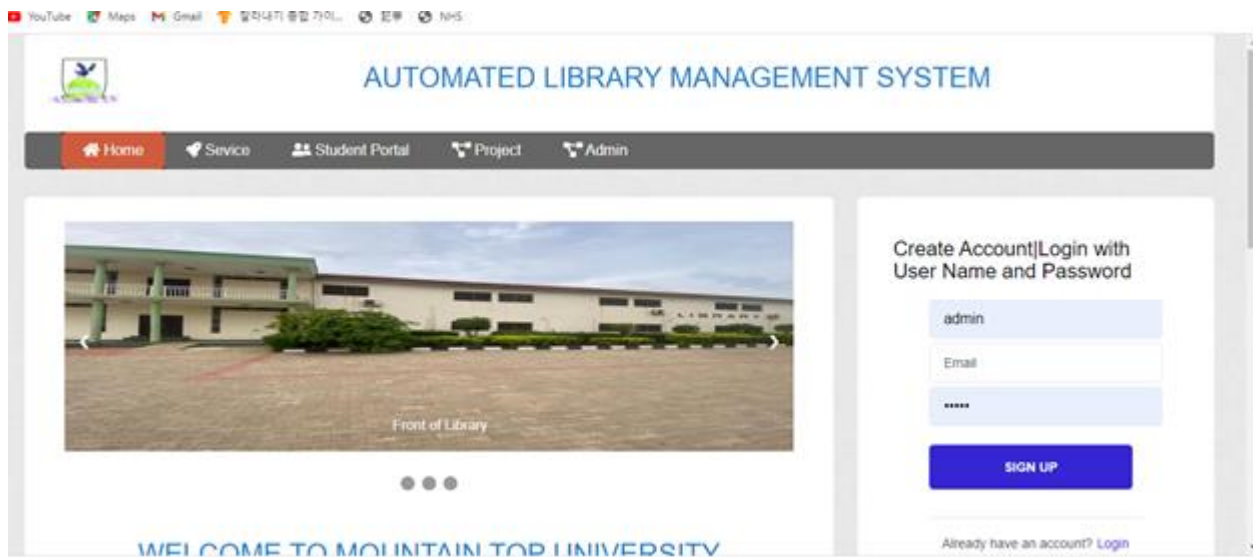 YouTube Maps Gmail NHS
AUTOMATED LIBRARY MANAGEMENT SYSTEM
Home Sevice Student Portal Project Admin
Create Account|Login with
User Name and Password
admin
Email
•••••
LIBRARY
Front of Library
SIGN UP
Already have an account? Login
WELCOME TO MOUNTAIN TOP UNIVERSITY